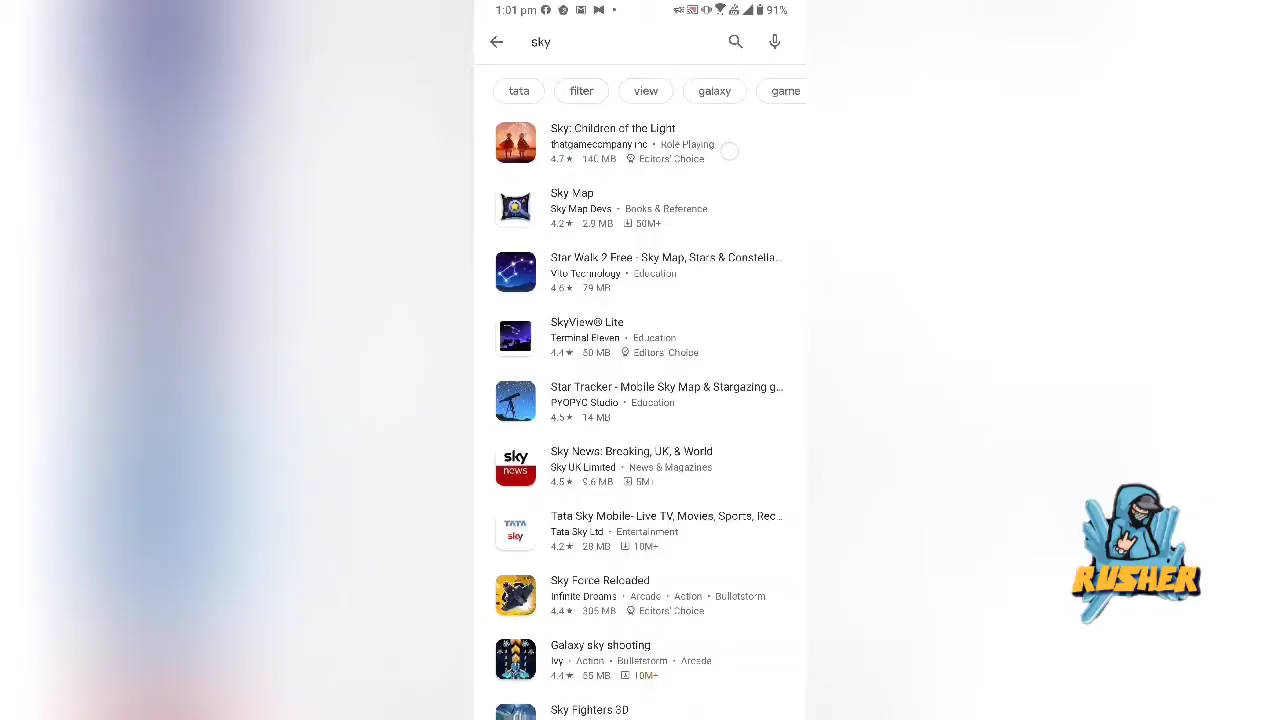 1:01 pm
91%
sky
tata
filter
view
galaxy
game
Sky: Children of the Light
thatgamecompany inc • Role Playing
4.7★ 140 MB Editors' Choice
Sky Map
Sky Map Devs • Books & Reference
4.2★ 2.9 MB 50M+
Star Walk 2 Free - Sky Map, Stars & Constella...
Vito Technology • Education
4.6★ 79 MB
SkyView® Lite
Terminal Eleven • Education
4.4★ 50 MB Editors' Choice
Star Tracker - Mobile Sky Map & Stargazing g...
PYOPYO Studio • Education
4.5★ 14 MB
sky
news
Sky News: Breaking, UK, & World
Sky UK Limited • News & Magazines
4.5★ 9.6 MB 5M+
TATA
sky
Tata Sky Mobile- Live TV, Movies, Sports, Rec...
Tata Sky Ltd • Entertainment
4.2★ 28 MB 10M+
Sky Force Reloaded
Infinite Dreams • Arcade • Action • Bulletstorm
4.4★ 305 MB Editors' Choice
Galaxy sky shooting
Ivy • Action • Bulletstorm • Arcade
4.4★ 55 MB 10M+
Sky Fighters 3D
RUSHER